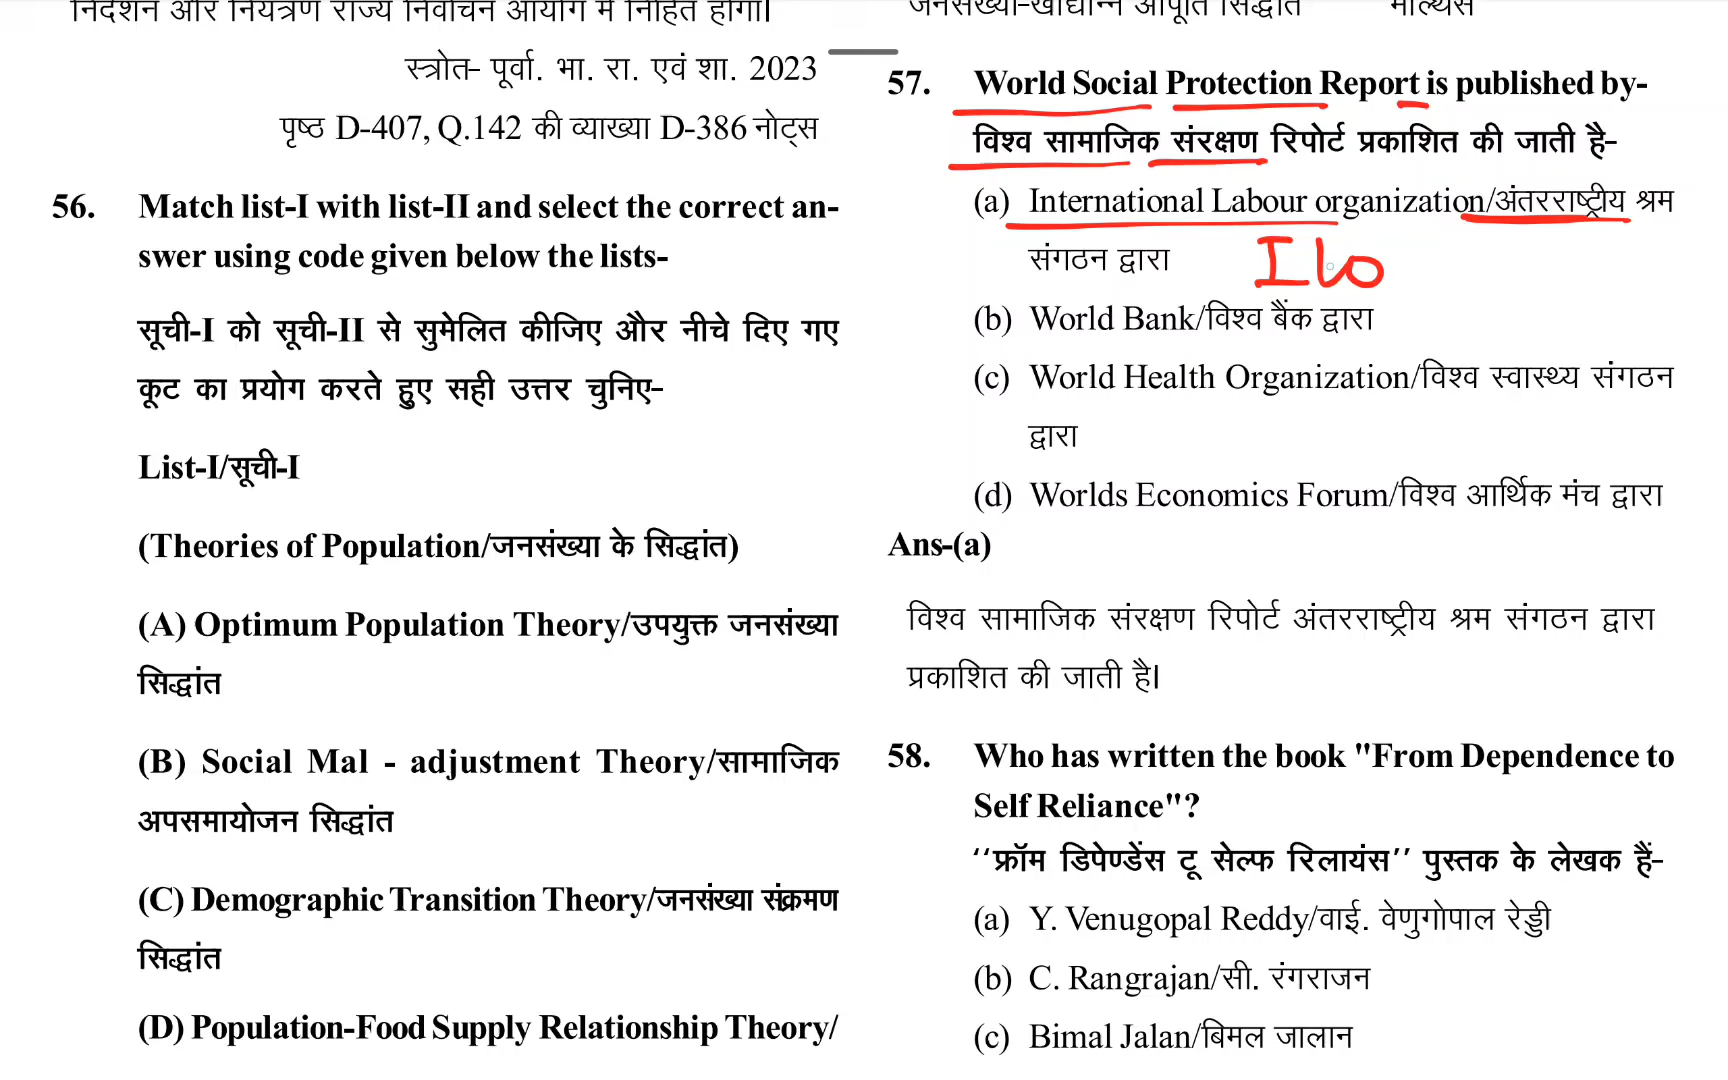 निर्देशन और नियंत्रण राज्य निर्वाचन आयोग में निहित होगा।
स्त्रोत- पूर्वा. भा. रा. एवं शा. 2023
पृष्ठ D-407, Q.142 की व्याख्या D-386 नोट्स
56. Match list-I with list-II and select the correct an-
swer using code given below the lists-
सूची-I को सूची-II से सुमेलित कीजिए और नीचे दिए गए
कूट का प्रयोग करते हुए सही उत्तर चुनिए-
List-I/सूची-I
(Theories of Population/जनसंख्या के सिद्धांत)
(A) Optimum Population Theory/उपयुक्त जनसंख्या
सिद्धांत
(B) Social Mal - adjustment Theory/सामाजिक
अपसमायोजन सिद्धांत
(C) Demographic Transition Theory/जनसंख्या संक्रमण
सिद्धांत
(D) Population-Food Supply Relationship Theory/
जनसंख्या-खाद्यान्न आपूर्ति सिद्धांत माल्थस
57. World Social Protection Report is published by-
विश्व सामाजिक संरक्षण रिपोर्ट प्रकाशित की जाती है-
(a) International Labour organization/अंतरराष्ट्रीय श्रम
संगठन द्वारा
ILO
(b) World Bank/विश्व बैंक द्वारा
(c) World Health Organization/विश्व स्वास्थ्य संगठन
द्वारा
(d) Worlds Economics Forum/विश्व आर्थिक मंच द्वारा
Ans-(a)
विश्व सामाजिक संरक्षण रिपोर्ट अंतरराष्ट्रीय श्रम संगठन द्वारा
प्रकाशित की जाती है।
58. Who has written the book "From Dependence to
Self Reliance"?
‘‘फ्रॉम डिपेण्डेंस टू सेल्फ रिलायंस’’ पुस्तक के लेखक हैं-
(a) Y. Venugopal Reddy/वाई. वेणुगोपाल रेड्डी
(b) C. Rangrajan/सी. रंगराजन
(c) Bimal Jalan/बिमल जालान